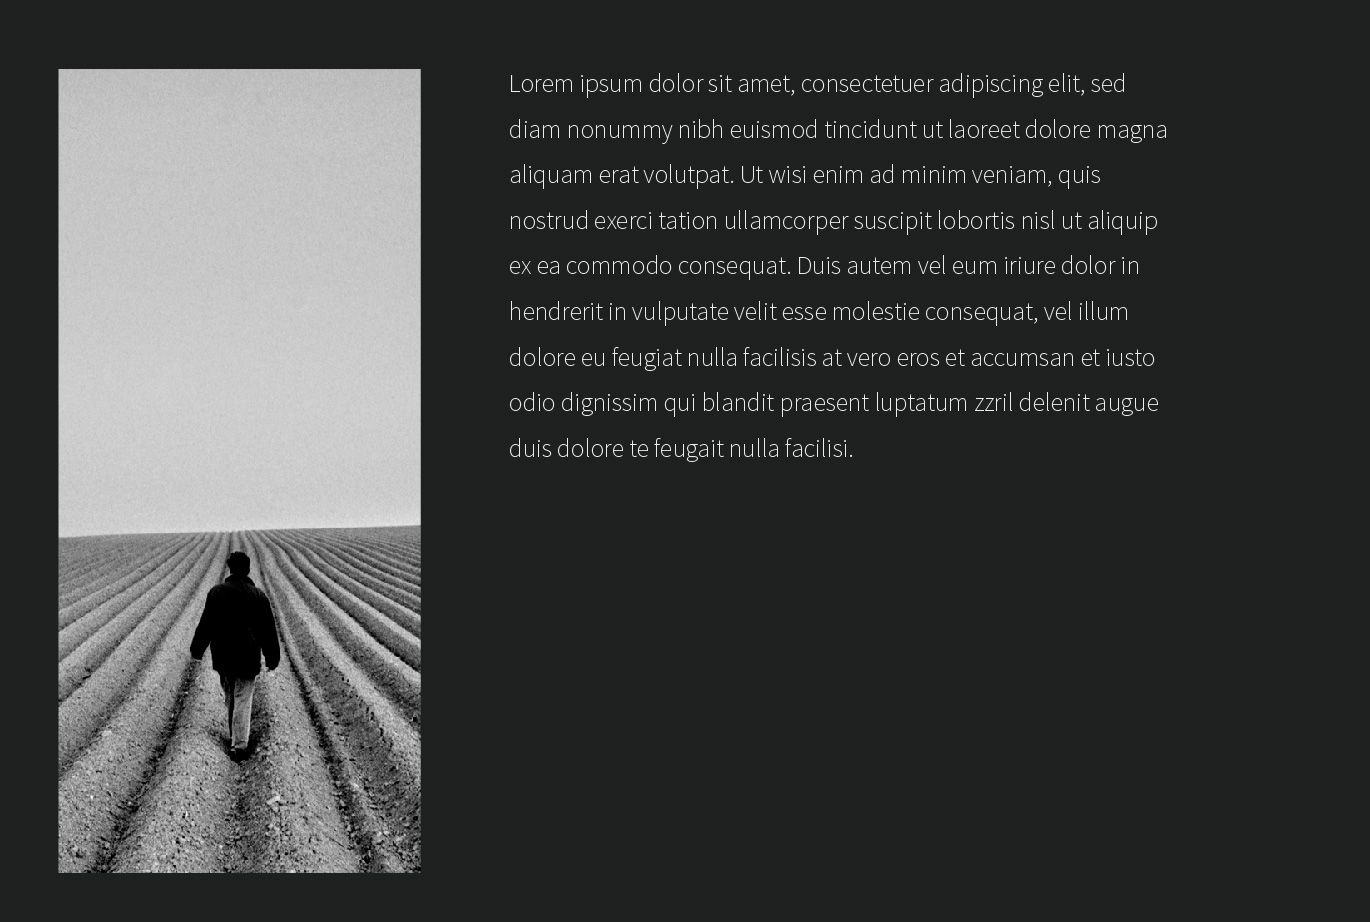 Lorem ipsum dolor sit amet, consectetuer adipiscing elit, sed
diam nonummy nibh euismod tincidunt ut laoreet dolore magna
aliquam erat volutpat. Ut wisi enim ad minim veniam, quis
nostrud exerci tation ullamcorper suscipit lobortis nisl ut aliquip
ex ea commodo consequat. Duis autem vel eum iriure dolor in
hendrerit in vulputate velit esse molestie consequat, vel illum
dolore eu feugiat nulla facilisis at vero eros et accumsan et iusto
odio dignissim qui blandit praesent luptatum zzril delenit augue
duis dolore te feugait nulla facilisi.